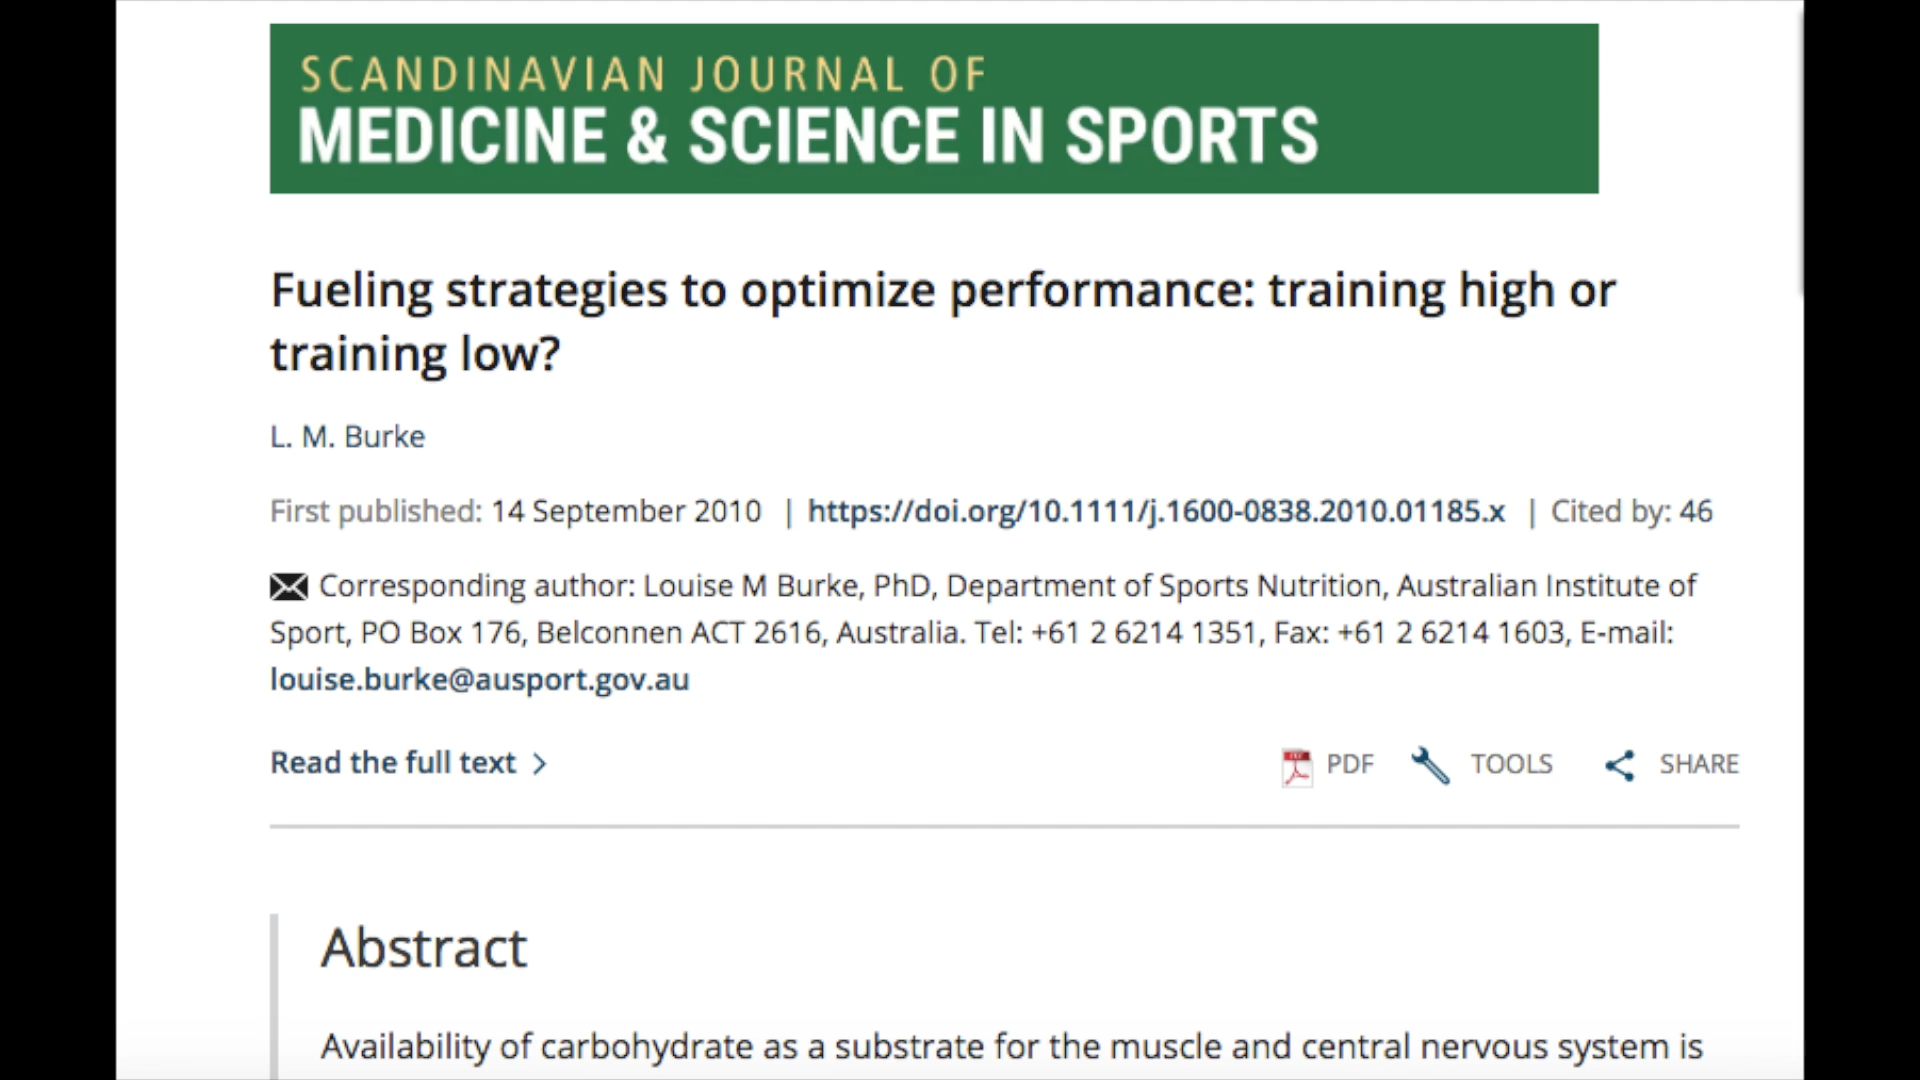 SCANDINAVIAN JOURNAL OF
MEDICINE & SCIENCE IN SPORTS
Fueling strategies to optimize performance: training high or
training low?
L. M. Burke
First published: 14 September 2010 | https://doi.org/10.1111/j.1600-0838.2010.01185.x | Cited by: 46
Corresponding author: Louise M Burke, PhD, Department of Sports Nutrition, Australian Institute of
Sport, PO Box 176, Belconnen ACT 2616, Australia. Tel: +61 2 6214 1351, Fax: +61 2 6214 1603, E-mail:
louise.burke@ausport.gov.au
Read the full text > PDF TOOLS SHARE
Abstract
Availability of carbohydrate as a substrate for the muscle and central nervous system is